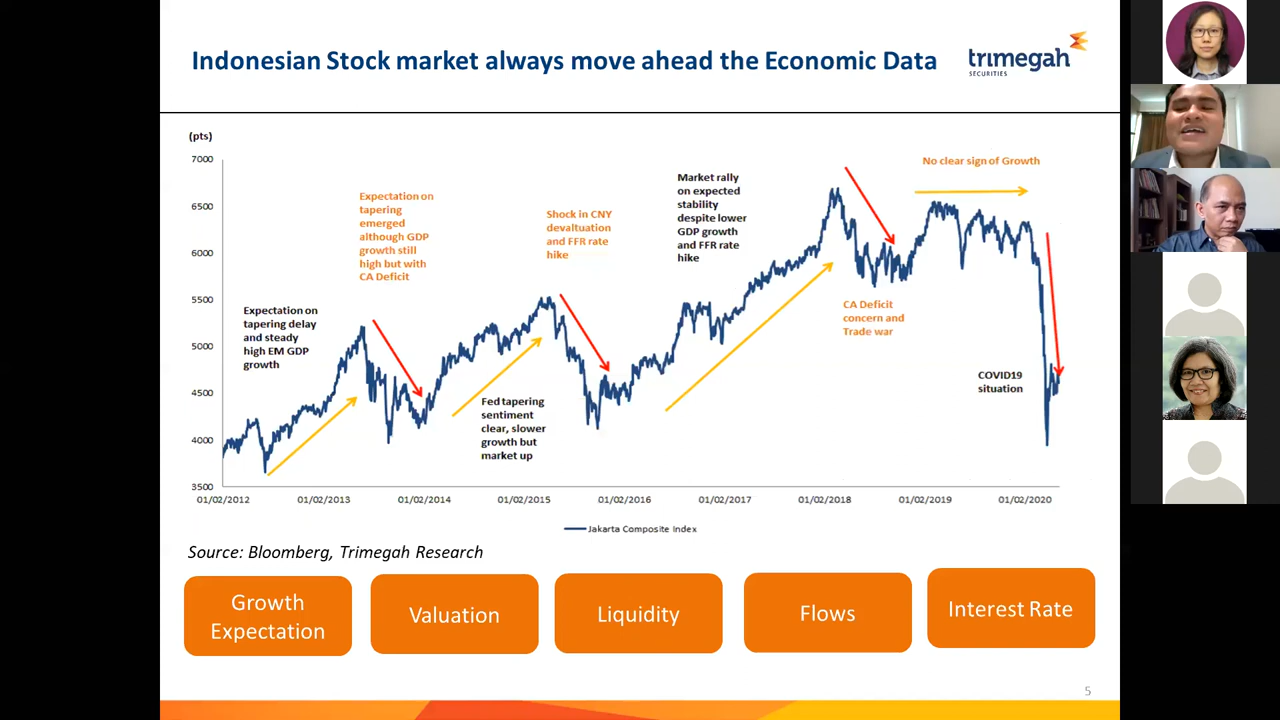 Indonesian Stock market always move ahead the Economic Data
trimegah
SECURITIES
(pts)
7000
6500
6000
5500
5000
4500
4000
3500
Expectation on
tapering delay
and steady
high EM GDP
growth
Expectation on
tapering
emerged
although GDP
growth still
high but with
CA Deficit
Fed tapering
sentiment
clear, slower
growth but
market up
Shock in CNY
devaltuation
and FFR rate
hike
Market rally
on expected
stability
despite lower
GDP growth
and FFR rate
hike
CA Deficit
concern and
Trade war
No clear sign of Growth
COVID19
situation
01/02/2012 01/02/2013 01/02/2014 01/02/2015 01/02/2016 01/02/2017 01/02/2018 01/02/2019 01/02/2020
Jakarta Composite Index
Source: Bloomberg, Trimegah Research
Growth
Expectation
Valuation
Liquidity
Flows
Interest Rate
5